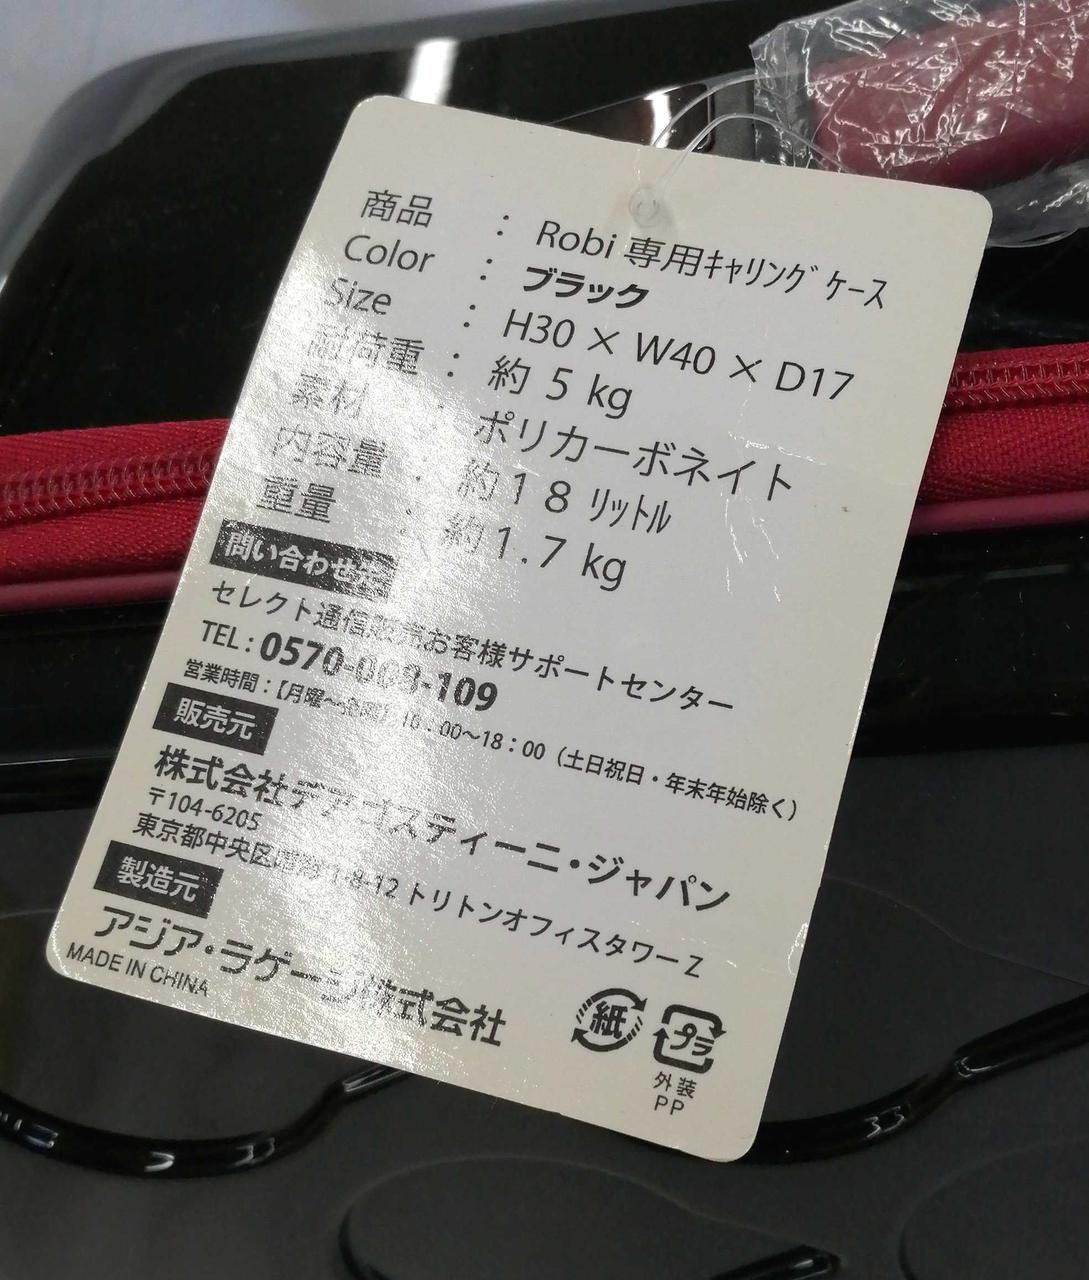 商品 : Robi 専用ｷｬﾘﾝｸﾞｹｰｽ
Color : ブラック
Size : H30 × W40 × D17
耐荷重 : 約 5 kg
素材 : ポリカーボネイト
内容量 : 約１８ﾘｯﾄﾙ
重量 : 約1.7 kg
問い合わせ先
セレクト通信販売お客様サポートセンター
TEL : 0570-008-109
営業時間：【月曜〜金曜】10：00〜18：00（土日祝日・年末年始除く）
販売元
株式会社デアゴスティーニ・ジャパン
〒104-6205
東京都中央区晴海 1-8-12 トリトンオフィスタワー Z
製造元
アジア・ラゲージ株式会社
MADE IN CHINA
紙
プラ
外装
PP